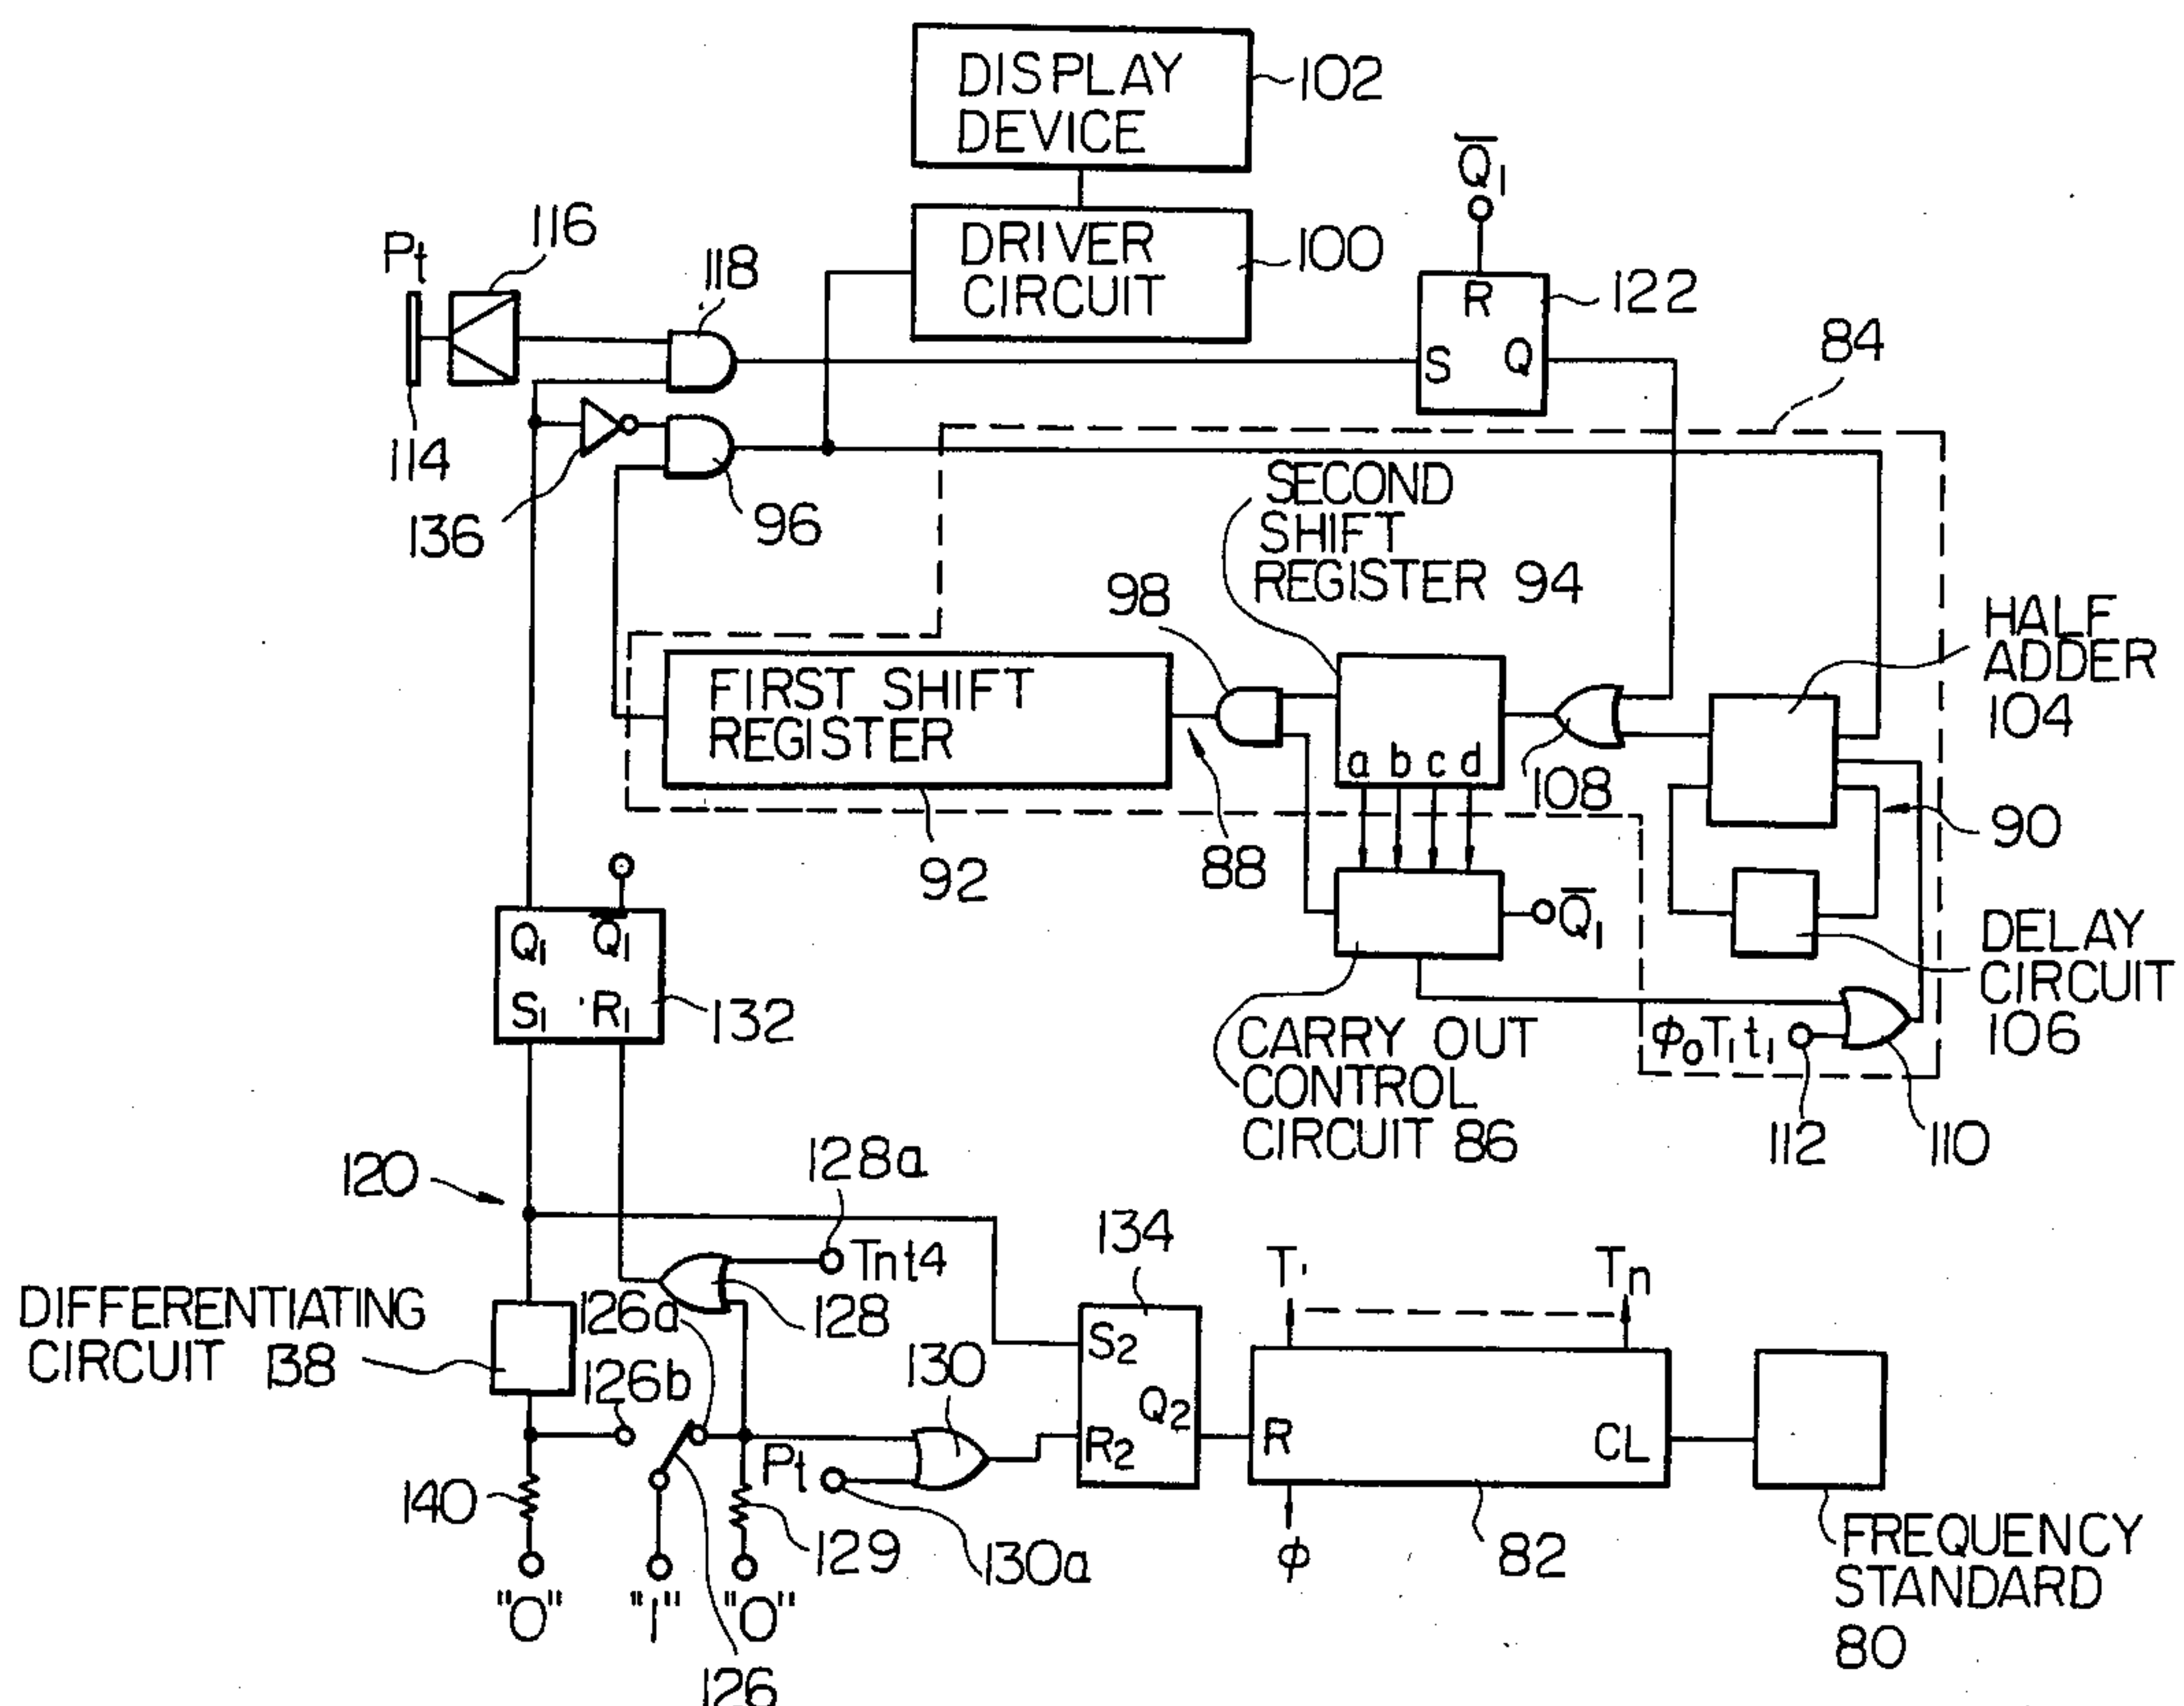 DISPLAY
DEVICE
102
Q̅1
116
Pt
118
DRIVER
CIRCUIT
100
R
122
S
Q
84
114
136
96
SECOND
SHIFT
REGISTER 94
98
HALF
ADDER
104
FIRST SHIFT
REGISTER
a b c d
108
90
92
88
Q̅1
DELAY
CIRCUIT
106
Q1 Q̅1
S1 R1
132
CARRY OUT
CONTROL
CIRCUIT 86
φ0T1t1
112
110
120
128a
Tnt4
134
T1
Tn
DIFFERENTIATING
CIRCUIT 138
126a
128
126b
130
S2
Q2
R2
R
CL
Pt
140
129
130a
φ
82
FREQUENCY
STANDARD
80
"0"
"1"
"0"
126